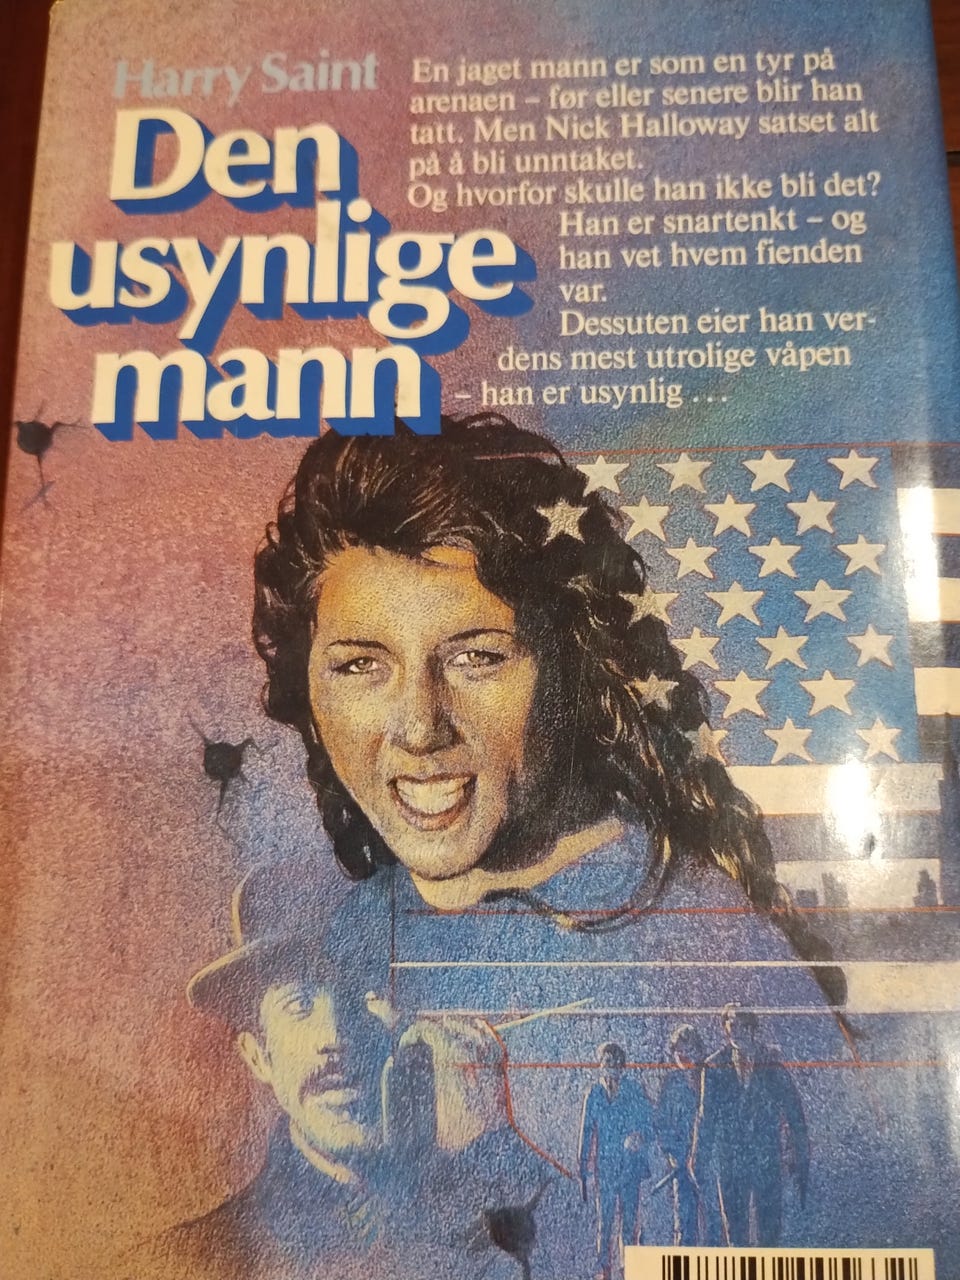 Harry Saint
Den
usynlige
mann
En jaget mann er som en tyr på
arenaen – før eller senere blir han
tatt. Men Nick Halloway satset alt
på å bli unntaket.
Og hvorfor skulle han ikke bli det?
Han er snartenkt – og
han vet hvem fienden
var.
Dessuten eier han ver-
dens mest utrolige våpen
– han er usynlig ...